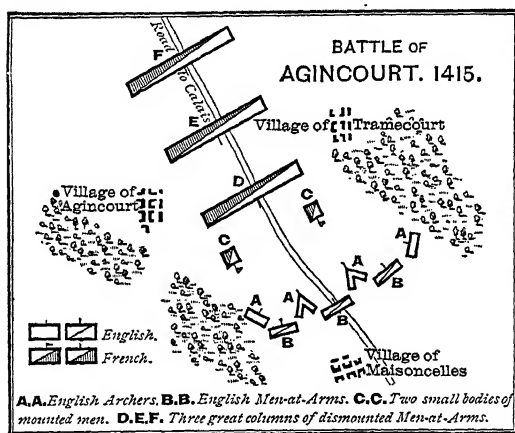 BATTLE OF
AGINCOURT. 1415.
F
Road
to Calais
E
Village of
Tramecourt
D
C
Village of
Agincourt
C
A
A
B
A
A
B
B
English.
French.
Village of
Maisoncelles
A.A. English Archers. B.B. English Men-at-Arms. C.C. Two small bodies of
mounted men. D.E.F. Three great columns of dismounted Men-at-Arms.